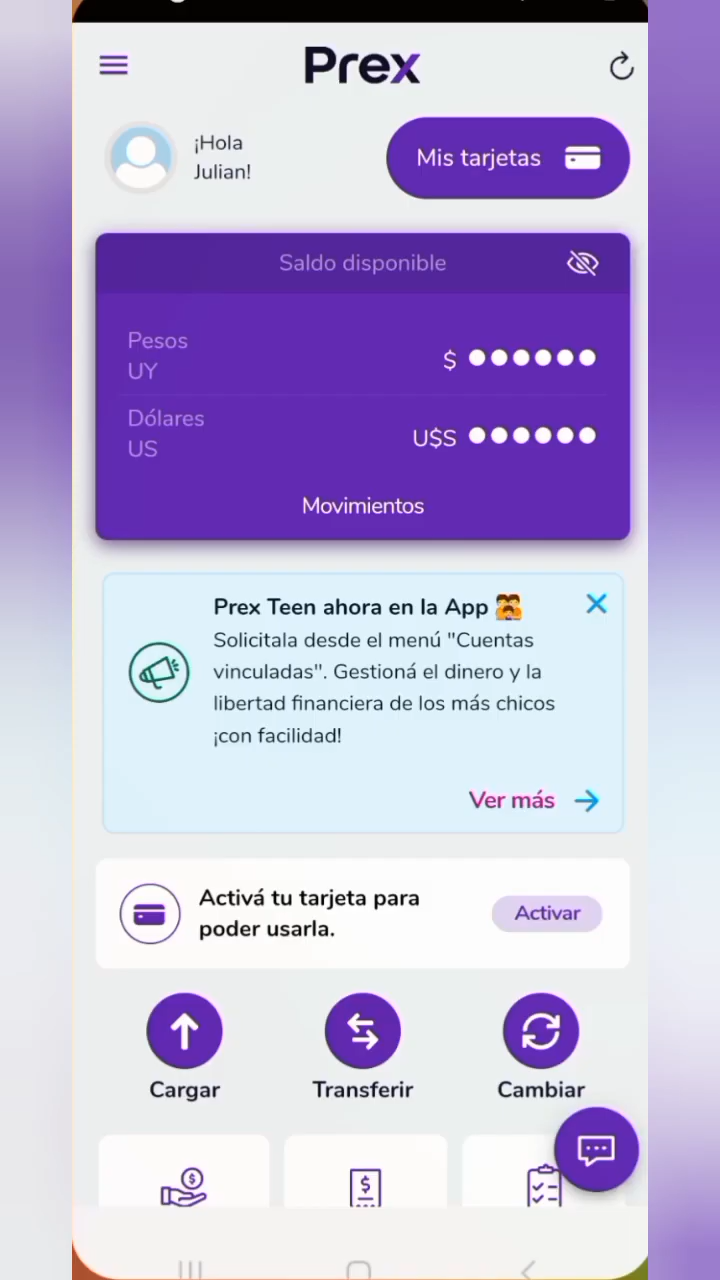 Prex
¡Hola
Julian!
Mis tarjetas
Saldo disponible
Pesos
UY
$ ●●●●●●
Dólares
US
U$S ●●●●●●
Movimientos
Prex Teen ahora en la App
Solicitala desde el menú "Cuentas
vinculadas". Gestioná el dinero y la
libertad financiera de los más chicos
¡con facilidad!
Ver más
Activá tu tarjeta para
poder usarla.
Activar
Cargar
Transferir
Cambiar